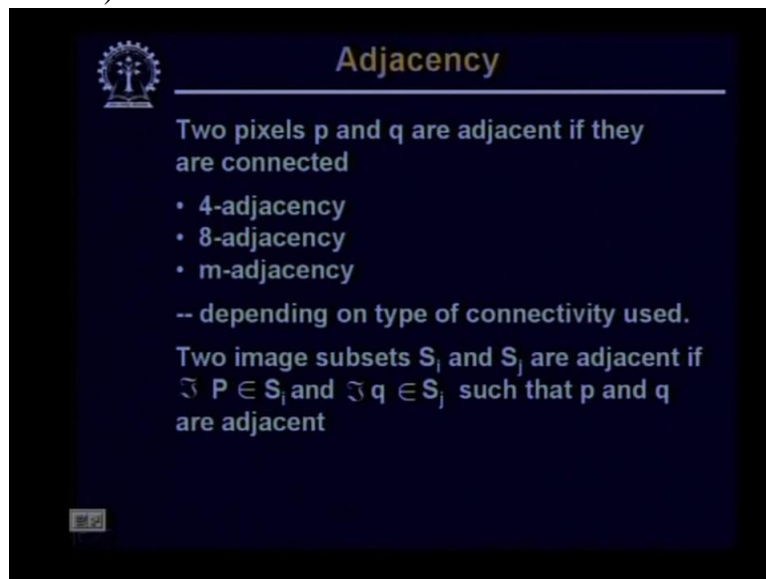 Adjacency
Two pixels p and q are adjacent if they
are connected
• 4-adjacency
• 8-adjacency
• m-adjacency
-- depending on type of connectivity used.
Two image subsets Sᵢ and Sⱼ are adjacent if
ℑ P ∈ Sᵢ and ℑ q ∈ Sⱼ such that p and q
are adjacent